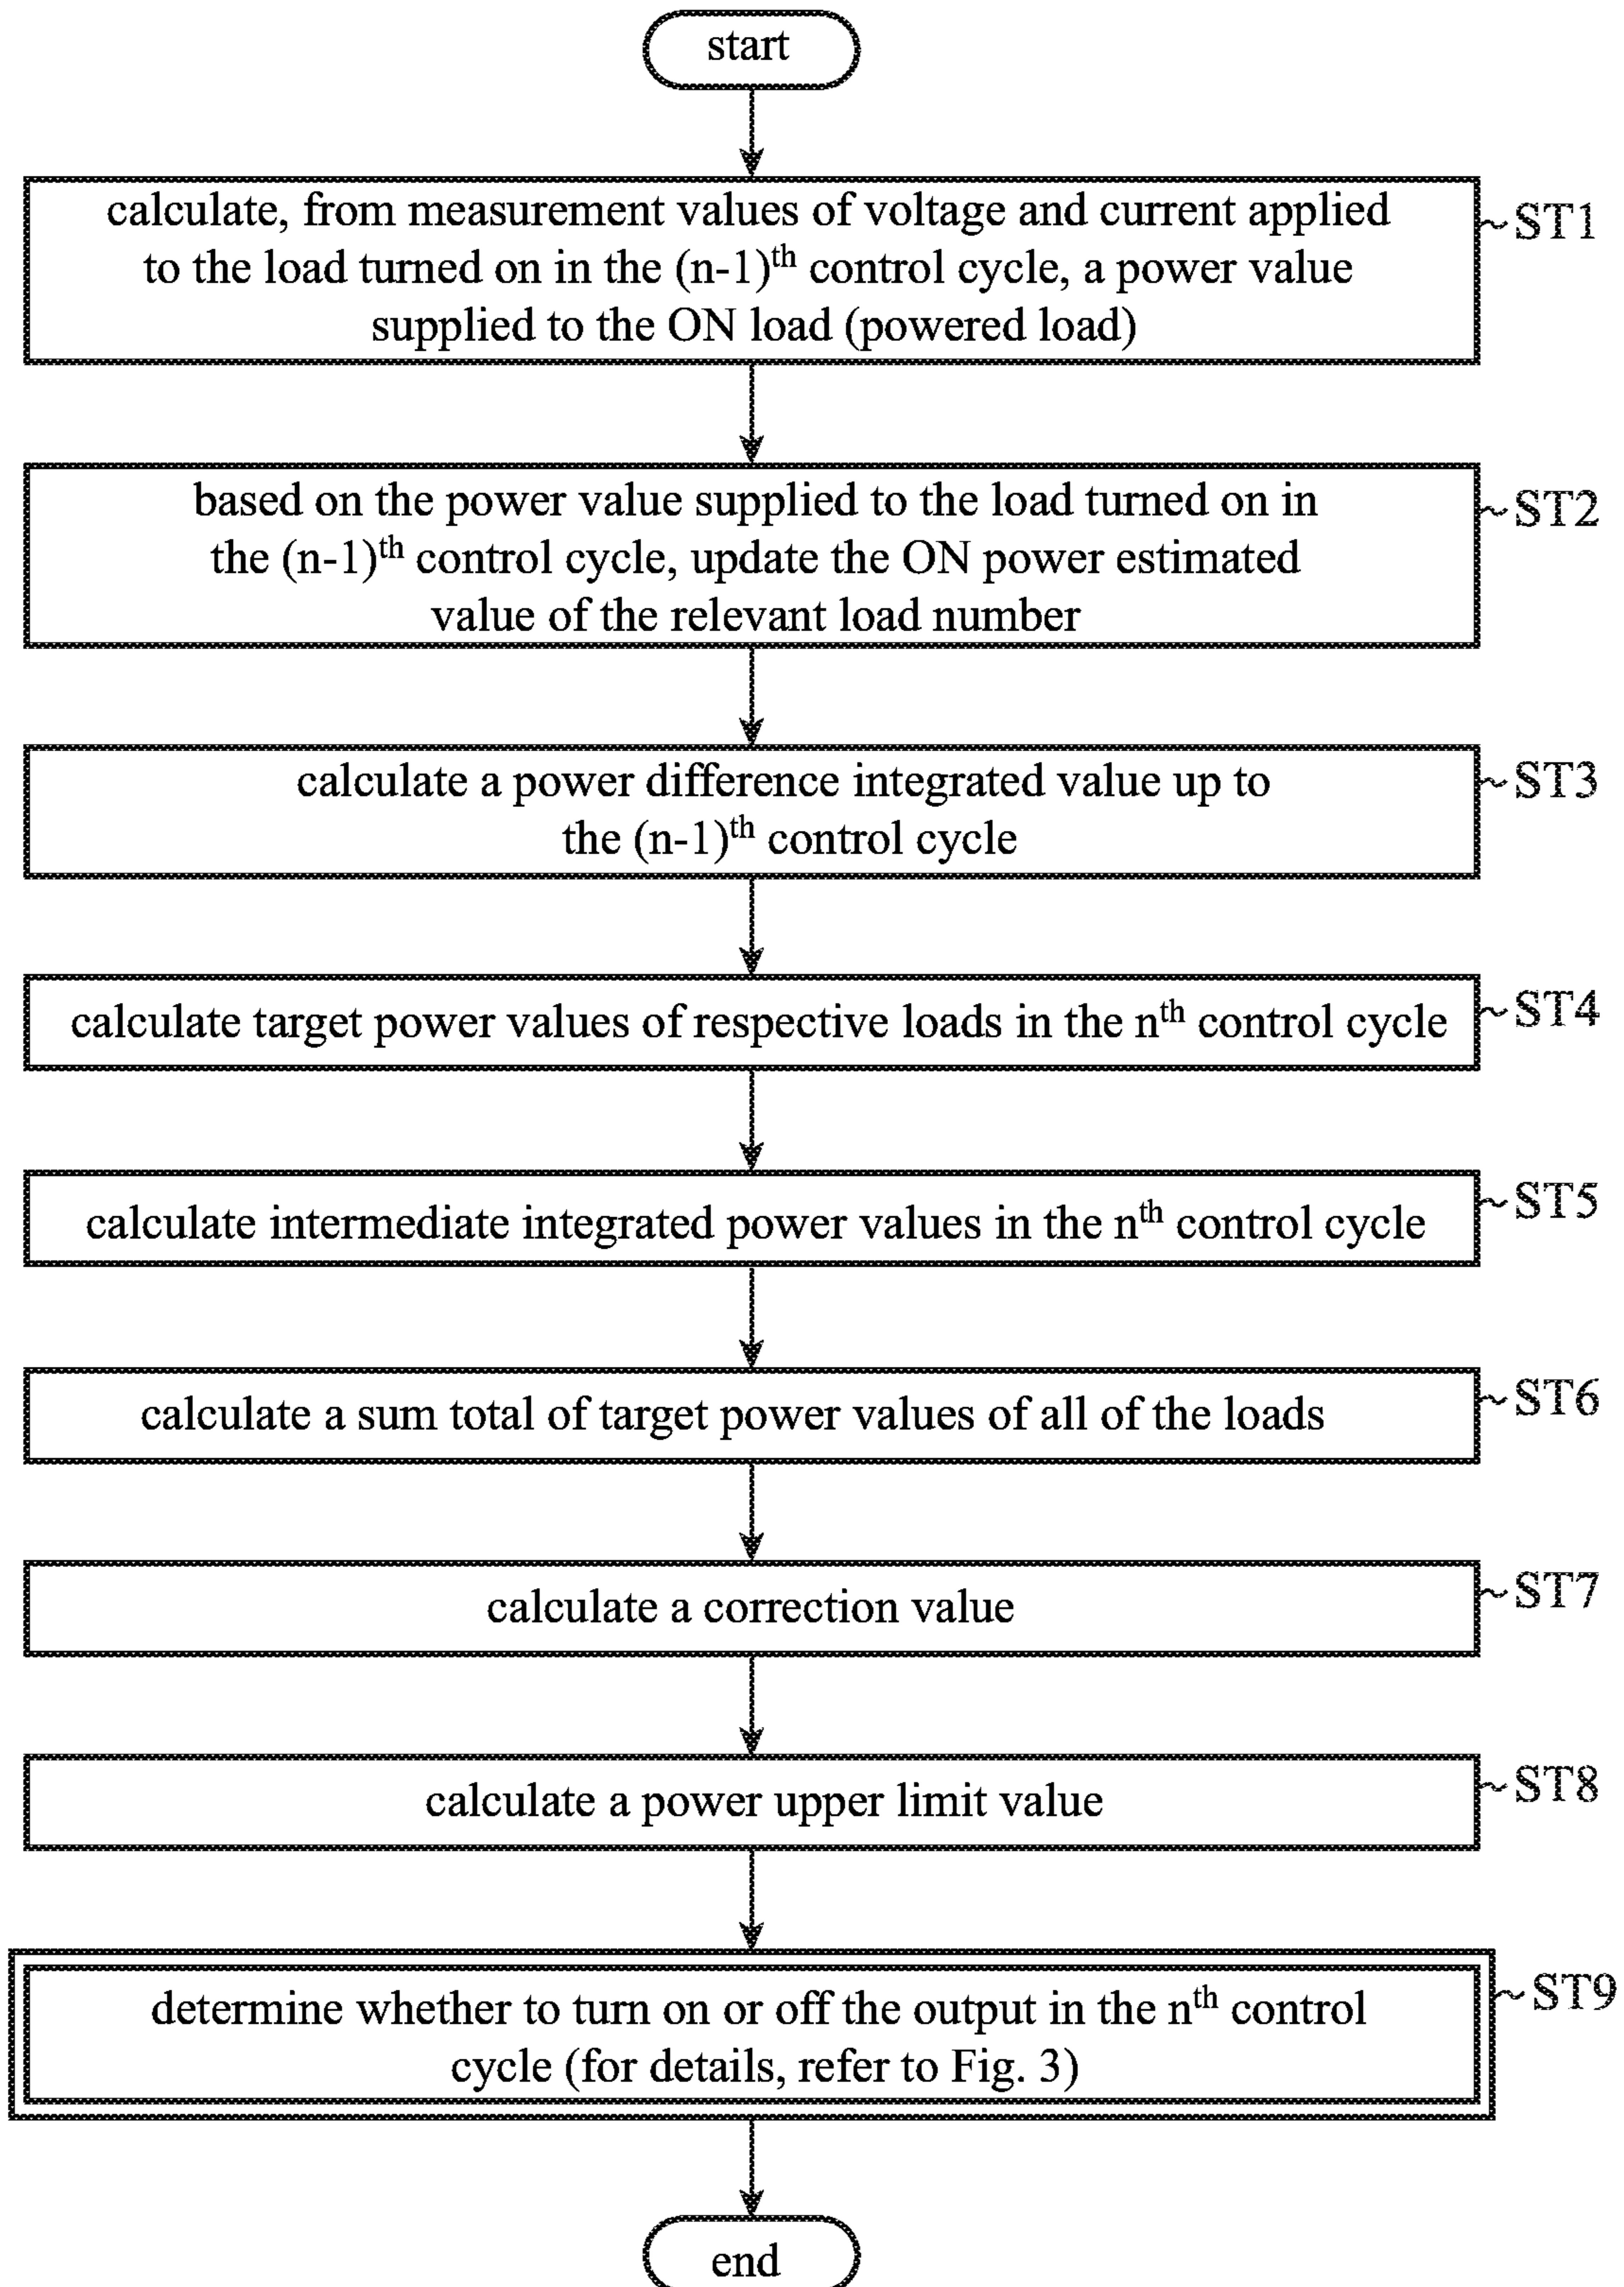 start
calculate, from measurement values of voltage and current applied
to the load turned on in the (n-1)th control cycle, a power value
supplied to the ON load (powered load)
ST1
based on the power value supplied to the load turned on in
the (n-1)th control cycle, update the ON power estimated
value of the relevant load number
ST2
calculate a power difference integrated value up to
the (n-1)th control cycle
ST3
calculate target power values of respective loads in the nth control cycle
ST4
calculate intermediate integrated power values in the nth control cycle
ST5
calculate a sum total of target power values of all of the loads
ST6
calculate a correction value
ST7
calculate a power upper limit value
ST8
determine whether to turn on or off the output in the nth control
cycle (for details, refer to Fig. 3)
ST9
end